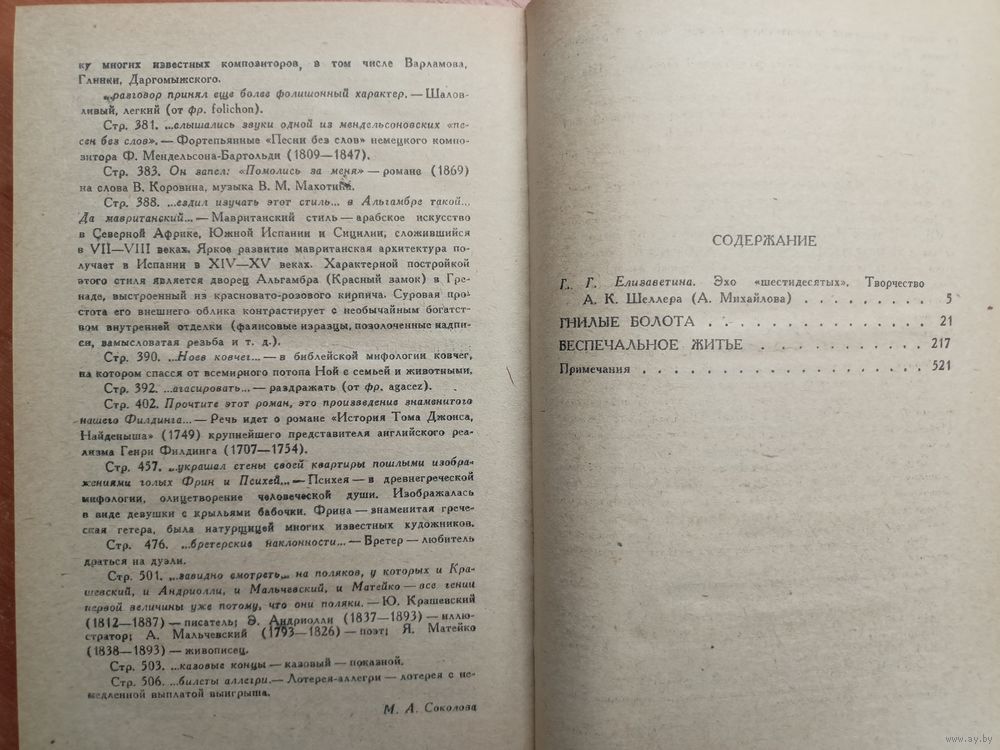 ку многих известных композиторов, в том числе Варламова,
Глинки, Даргомыжского.
...разговор принял еще более фолишонный характер. — Шалов-
ливый, легкий (от фр. folichon).
Стр. 381. ...слышались звуки одной из мендельсоновских «пе-
сен без слов». — Фортепьянные «Песни без слов» немецкого компо-
зитора Ф. Мендельсона-Бартольди (1809—1847).
Стр. 383. Он запел: «Помолись за меня» — романс (1869)
на слова В. Коровина, музыка В. М. Махотина.
Стр. 388. ...ездил изучать этот стиль... в Альгамбре такой...
Да мавританский... — Мавританский стиль — арабское искусство
в Северной Африке, Южной Испании и Сицилии, сложившийся
в VII—VIII веках. Яркое развитие мавританская архитектура по-
лучает в Испании в XIV—XV веках. Характерной постройкой
этого стиля является дворец Альгамбра (Красный замок) в Гре-
наде, выстроенный из красновато-розового кирпича. Суровая про-
стота его внешнего облика контрастирует с необычайным богатст-
вом внутренней отделки (фаянсовые изразцы, позолоченные надпи-
си, вамысловатая резьба и т. д.).
Стр. 390. ...Ноев ковчег... — в библейской мифологии ковчег,
на котором спасся от всемирного потопа Ной с семьей и животными.
Стр. 392. ...агасировать... — раздражать (от фр. agacez).
Стр. 402. Прочтите этот роман, это произведение знаменитого
нашего Филдинга... — Речь идет о романе «История Тома Джонса,
Найденыша» (1749) крупнейшего представителя английского реа-
лизма Генри Филдинга (1707—1754).
Стр. 457. ...украшал стены своей квартиры пошлыми изобра-
жениями голых Фрин и Психей... — Психея — в древнегреческой
мифологии, олицетворение человеческой души. Изображалась
в виде девушки с крыльями бабочки. Фрина — знаменитая грече-
ская гетера, была натурщицей многих известных художников.
Стр. 476. ...бретерские наклонности... — Бретер — любитель
драться на дуэли.
Стр. 501. ...завидно смотреть... на поляков, у которых и Кра-
шевский, и Андриолли, и Мальчевский, и Матейко — все гении
первой величины уже потому, что они поляки. — Ю. Крашевский
(1812—1887) — писатель; Э. Андриолли (1837—1893) — иллю-
стратор; А. Мальчевский (1793—1826) — поэт; Я. Матейко
(1838—1893) — живописец.
Стр. 503. ...казовые концы — казовый — показной.
Стр. 506. ...билеты аллегри. — Лотерея-аллегри — лотерея с не-
медленной выплатой выигрыша.
М. А. Соколова
СОДЕРЖАНИЕ
Г. Г. Елизаветина. Эхо «шестидесятых». Творчество
А. К. Шеллера (А. Михайлова) . . . . . . . . . . 5
ГНИЛЫЕ БОЛОТА . . . . . . . . . . . . . . . 21
БЕСПЕЧАЛЬНОЕ ЖИТЬЕ . . . . . . . . . . . 217
Примечания . . . . . . . . . . . . . . . . . . . 521
www.ay.by